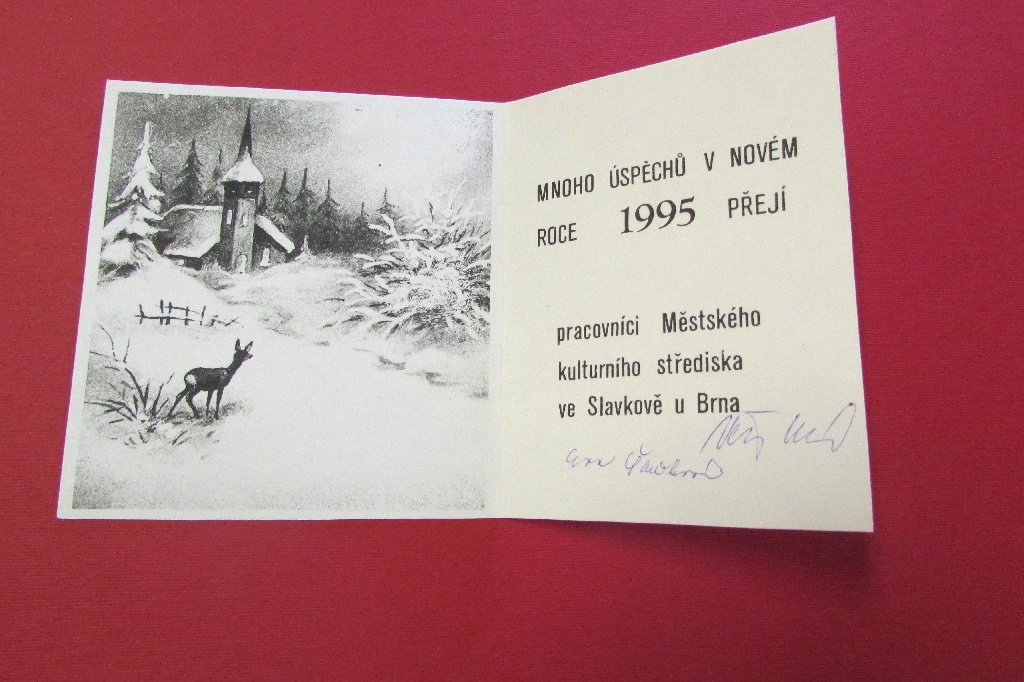 MNOHO ÚSPĚCHŮ V NOVÉM
ROCE 1995 PŘEJÍ
pracovníci Městského
kulturního střediska
ve Slavkově u Brna